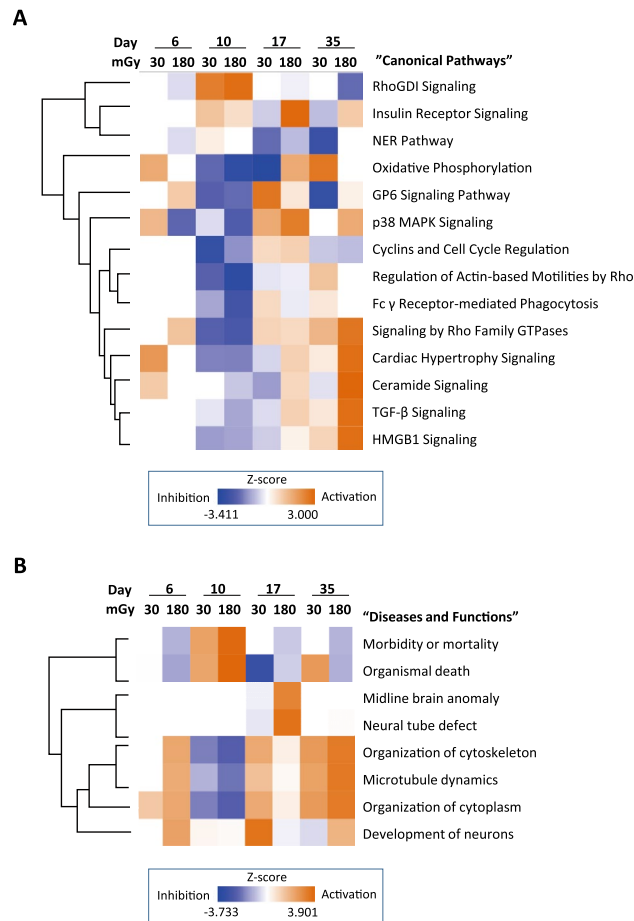 A
Day 6 10 17 35
mGy 30 180 30 180 30 180 30 180 ”Canonical Pathways”
RhoGDI Signaling
Insulin Receptor Signaling
NER Pathway
Oxidative Phosphorylation
GP6 Signaling Pathway
p38 MAPK Signaling
Cyclins and Cell Cycle Regulation
Regulation of Actin-based Motilities by Rho
Fc γ Receptor-mediated Phagocytosis
Signaling by Rho Family GTPases
Cardiac Hypertrophy Signaling
Ceramide Signaling
TGF-β Signaling
HMGB1 Signaling
Z-score
Inhibition Activation
-3.411 3.000
B
Day 6 10 17 35
mGy 30 180 30 180 30 180 30 180 “Diseases and Functions”
Morbidity or mortality
Organismal death
Midline brain anomaly
Neural tube defect
Organization of cytoskeleton
Microtubule dynamics
Organization of cytoplasm
Development of neurons
Z-score
Inhibition Activation
-3.733 3.901